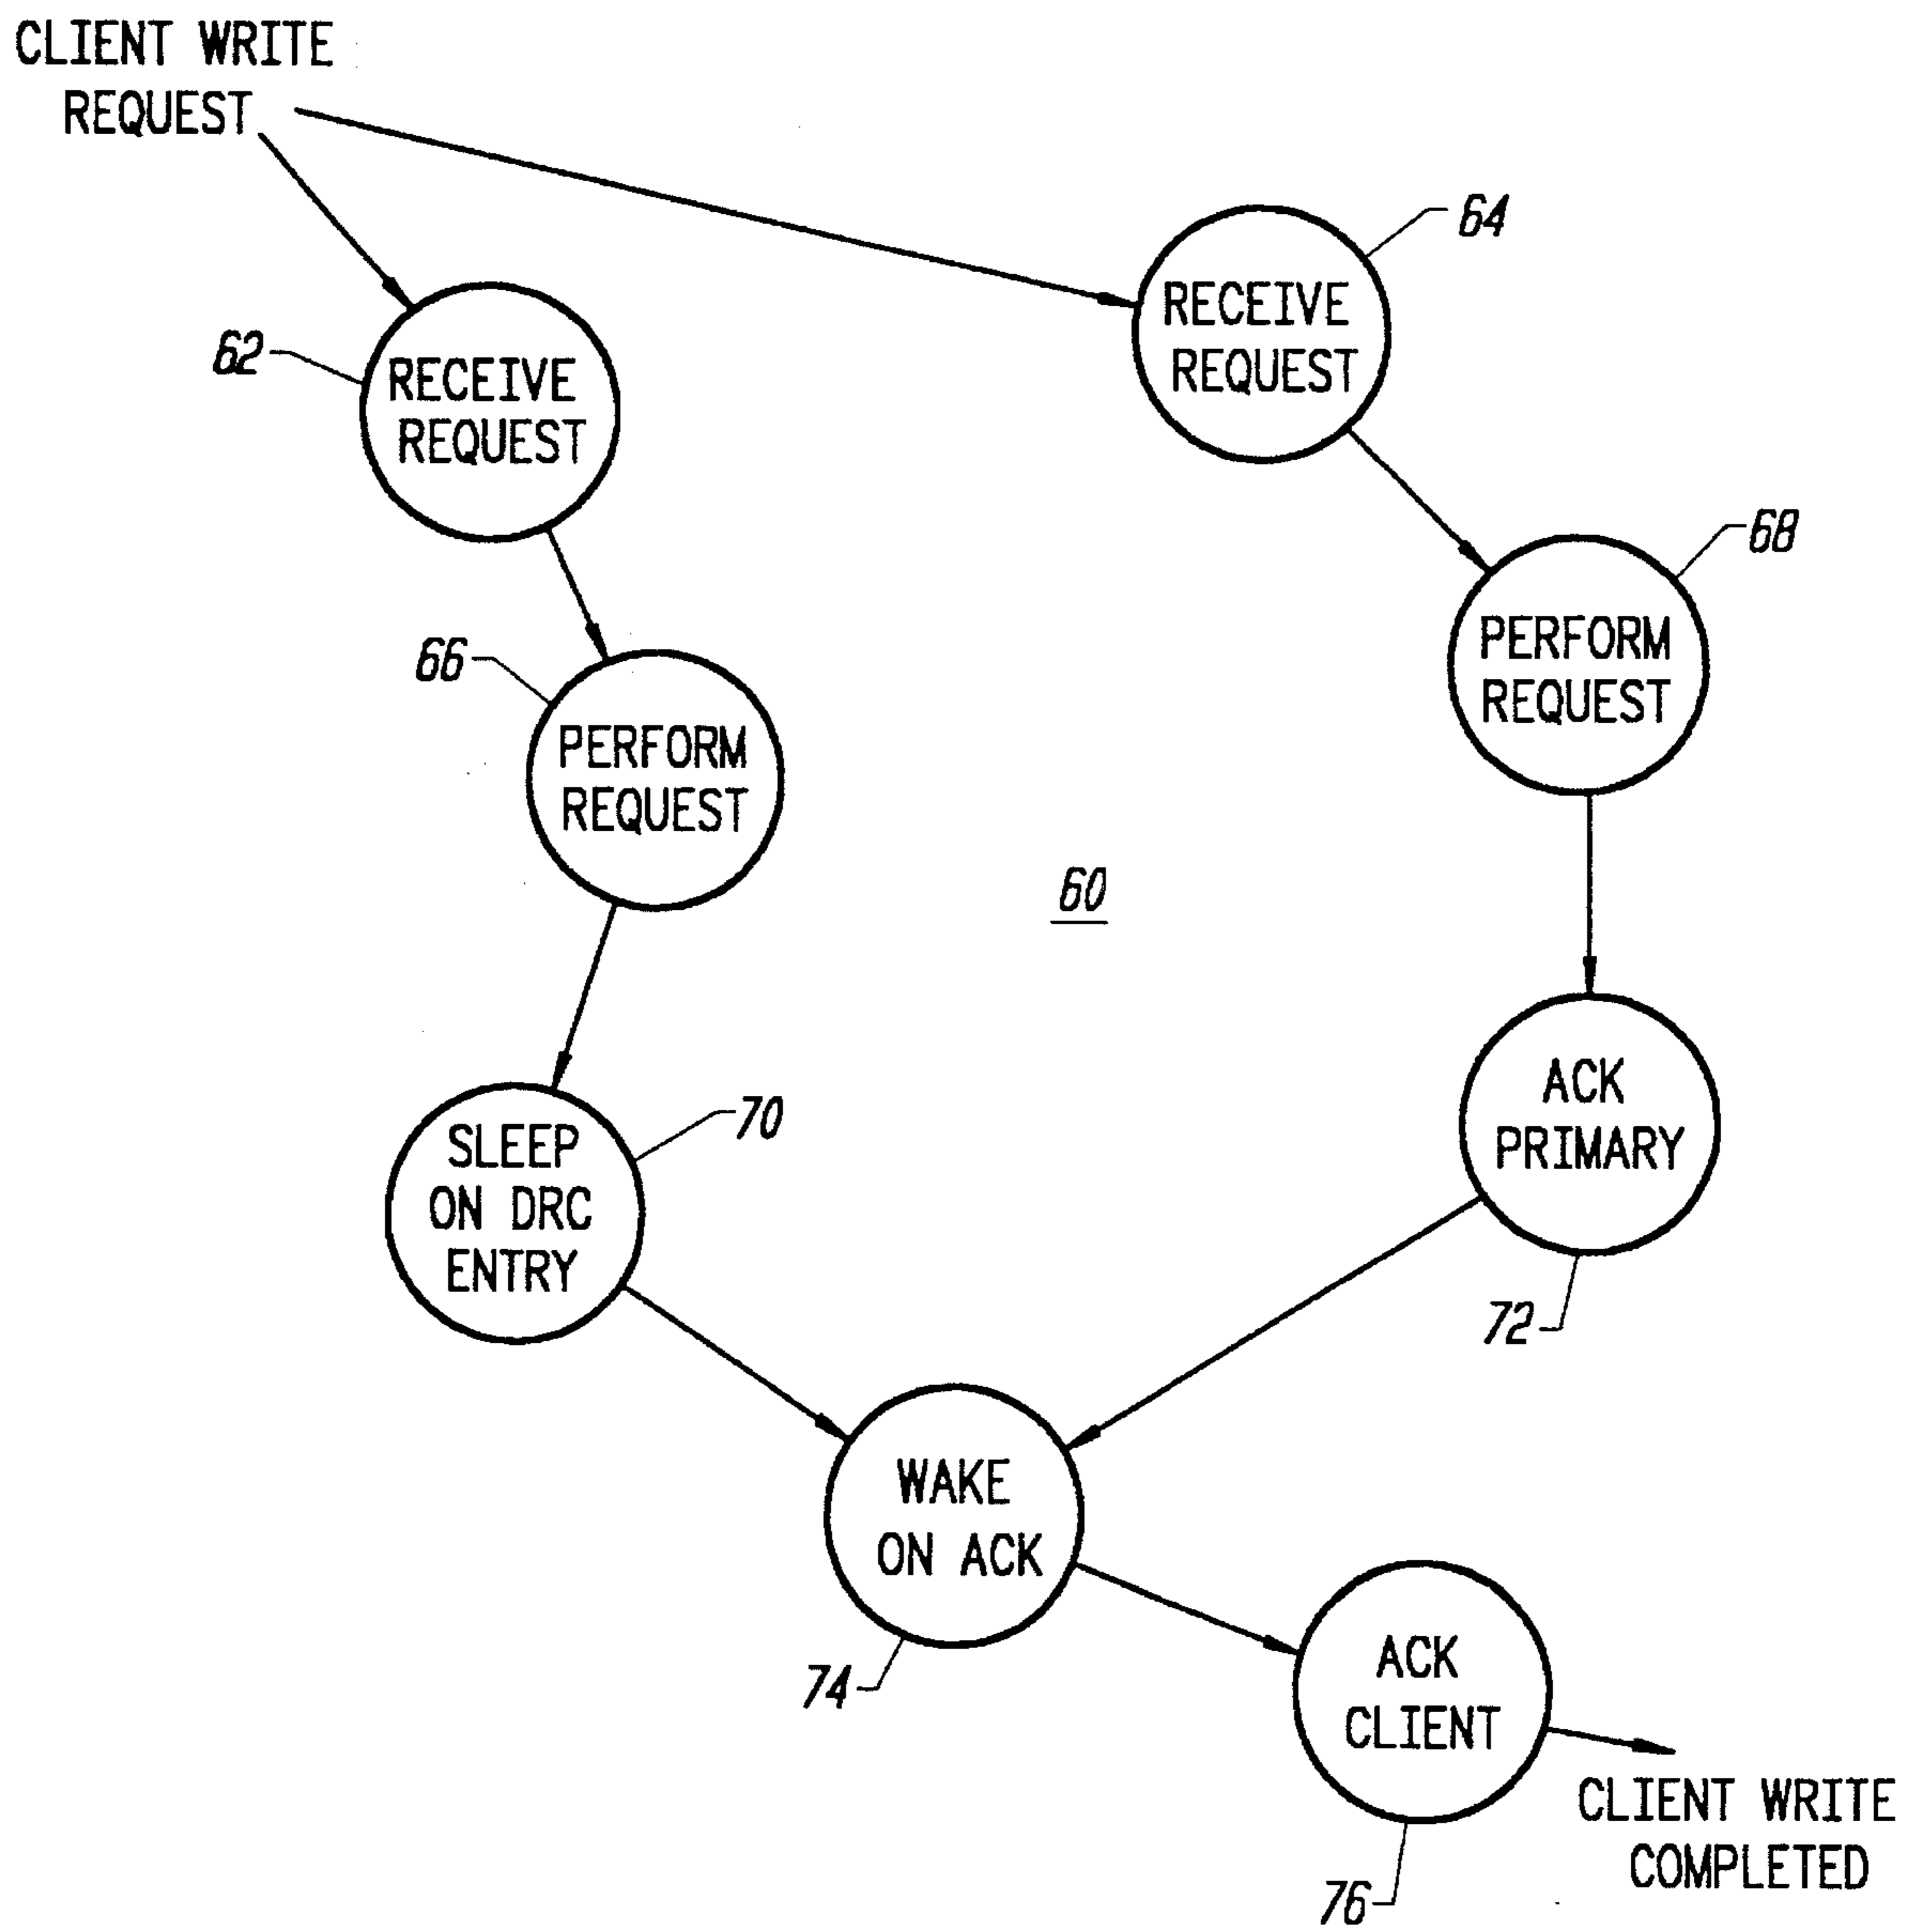 CLIENT WRITE
REQUEST
64
RECEIVE
REQUEST
62
RECEIVE
REQUEST
68
PERFORM
REQUEST
66
PERFORM
REQUEST
60
ACK
PRIMARY
70
SLEEP
ON DRC
ENTRY
72
WAKE
ON ACK
74
ACK
CLIENT
CLIENT WRITE
COMPLETED
76